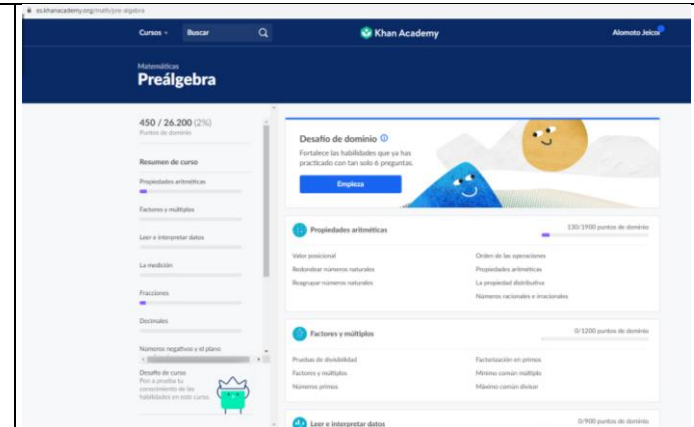 es.khanacademy.org/math/pre-algebra
Cursos
Buscar
Khan Academy
Alomoto Jeicol
Matemáticas
Preálgebra
450 / 26.200 (2%)
Puntos de dominio
Resumen de curso
Propiedades aritméticas
Factores y múltiplos
Leer e interpretar datos
La medición
Fracciones
Decimales
Números negativos y el plano
Desafío de curso
Pon a prueba tu
conocimiento de las
habilidades en este curso.
Desafío de dominio
Fortalece las habilidades que ya has
practicado con tan solo 6 preguntas.
Empieza
Propiedades aritméticas
130/1900 puntos de dominio
Valor posicional
Redondear números naturales
Reagrupar números naturales
Orden de las operaciones
Propiedades aritméticas
La propiedad distributiva
Números racionales e irracionales
Factores y múltiplos
0/1200 puntos de dominio
Pruebas de divisibilidad
Factores y múltiplos
Números primos
Factorización en primos
Mínimo común múltiplo
Máximo común divisor
Leer e interpretar datos
0/900 puntos de dominio